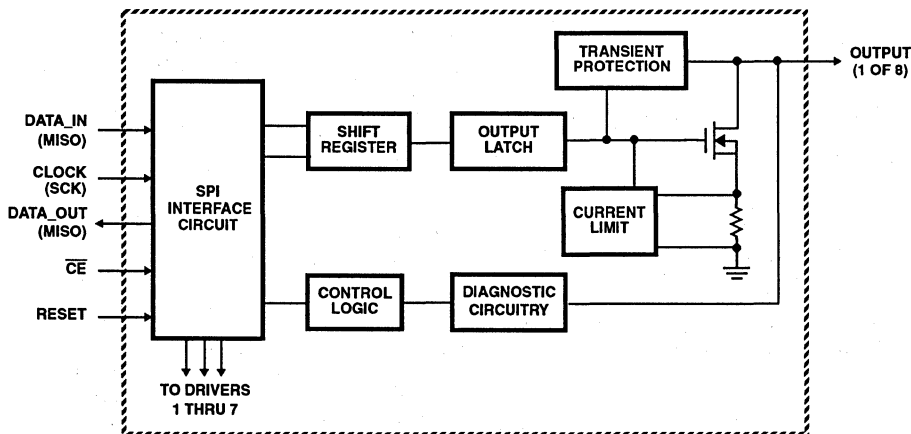 TRANSIENT
PROTECTION
OUTPUT
(1 OF 8)
DATA_IN
(MISO)
CLOCK
(SCK)
DATA_OUT
(MISO)
CE
RESET
SPI
INTERFACE
CIRCUIT
SHIFT
REGISTER
OUTPUT
LATCH
CURRENT
LIMIT
CONTROL
LOGIC
DIAGNOSTIC
CIRCUITRY
TO DRIVERS
1 THRU 7